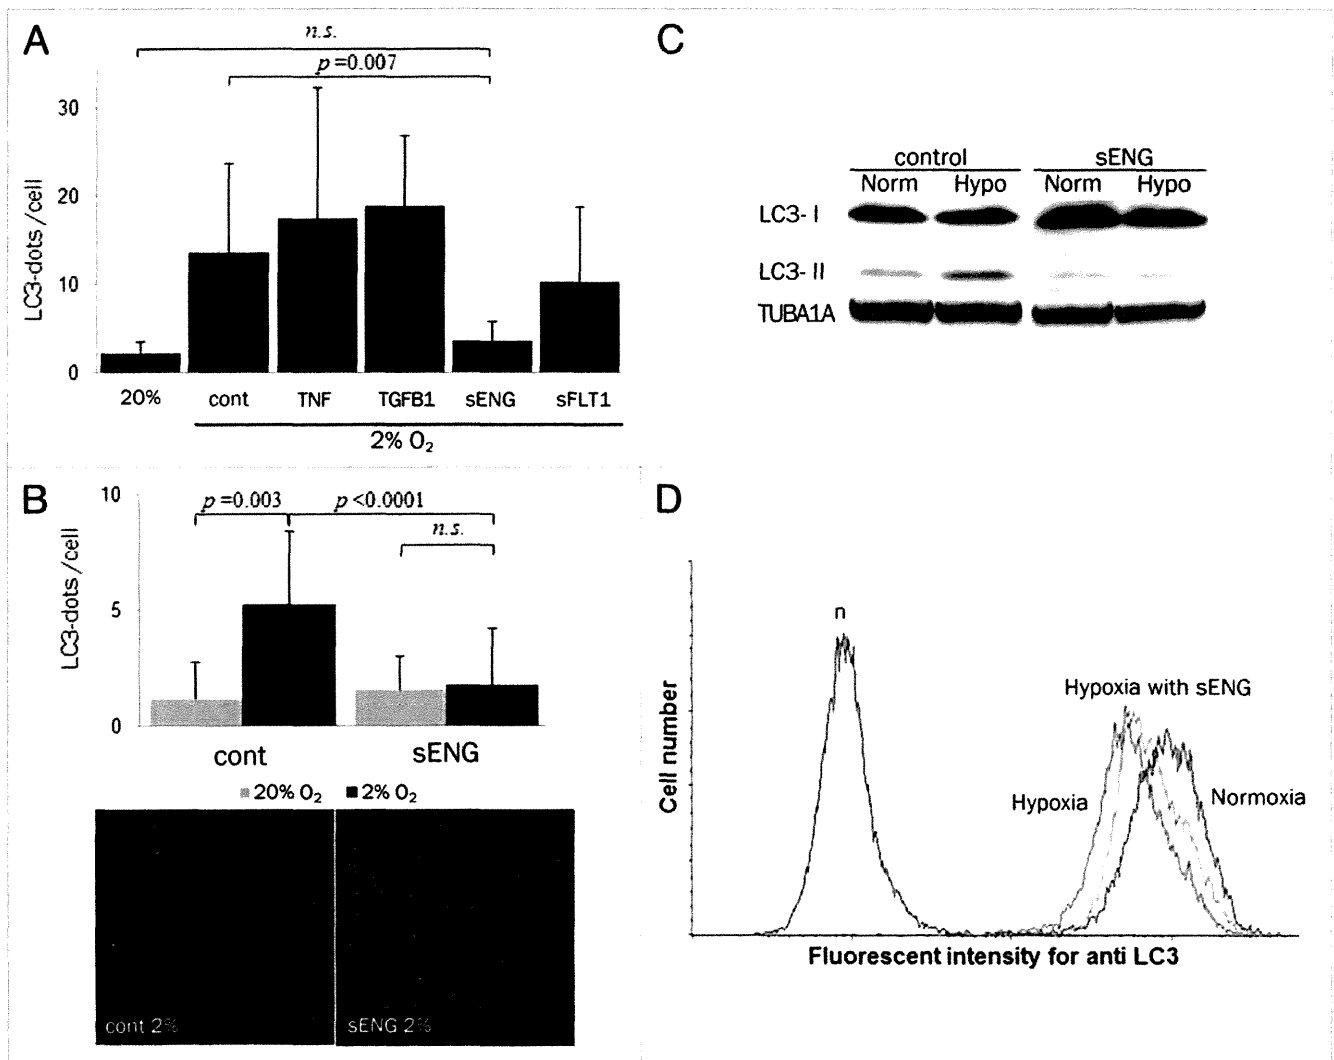 A
n.s.
p=0.007
LC3-dots/cell
30
20
10
0
20% cont TNF TGFB1 sENG sFLT1
2% O₂
B
p=0.003 p<0.0001
n.s.
LC3-dots/cell
10
5
0
cont sENG
20% O₂ 2% O₂
cont 2% sENG 2%
C
control sENG
Norm Hypo Norm Hypo
LC3-I
LC3-II
TUBA1A
D
n
Hypoxia with sENG
Hypoxia
Normoxia
Cell number
Fluorescent intensity for anti LC3